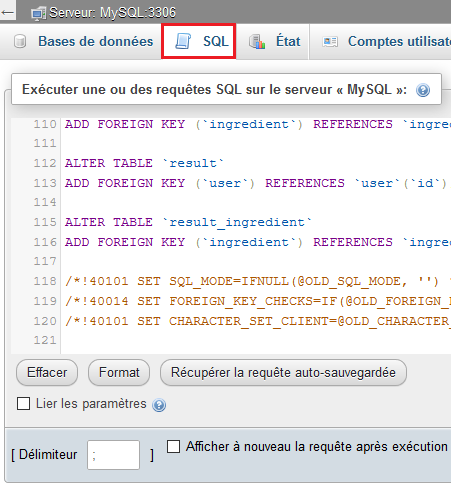 ← Serveur: MySQL:3306
Bases de données SQL État Comptes utilisat
Exécuter une ou des requêtes SQL sur le serveur « MySQL »:
110 ADD FOREIGN KEY (`ingredient`) REFERENCES `ingre
111
112 ALTER TABLE `result`
113 ADD FOREIGN KEY (`user`) REFERENCES `user`(`id`)
114
115 ALTER TABLE `result_ingredient`
116 ADD FOREIGN KEY (`ingredient`) REFERENCES `ingre
117
118 /*!40101 SET SQL_MODE=IFNULL(@OLD_SQL_MODE, '')
119 /*!40014 SET FOREIGN_KEY_CHECKS=IF(@OLD_FOREIGN_
120 /*!40101 SET CHARACTER_SET_CLIENT=@OLD_CHARACTER_
121
Effacer Format Récupérer la requête auto-sauvegardée
Lier les paramètres
[ Délimiteur ; ] Afficher à nouveau la requête après exécution